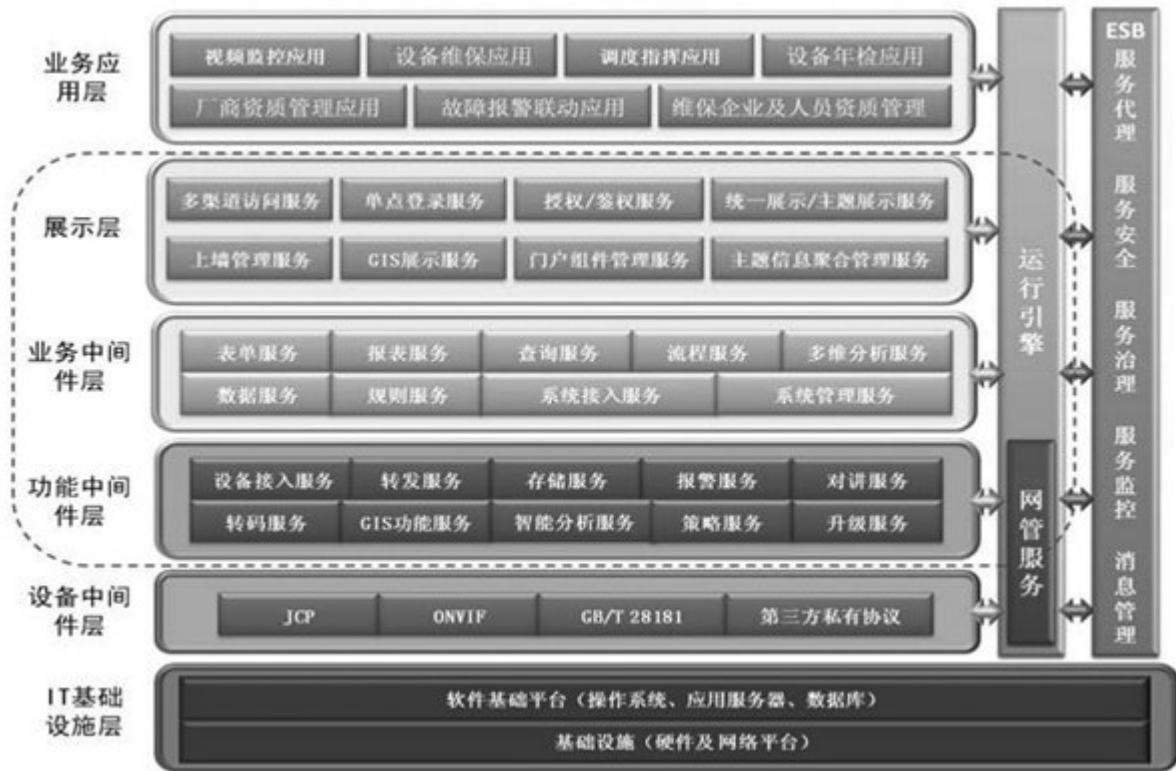 业务应
用层
视频监控应用 设备维保应用 调度指挥应用 设备年检应用
厂商资质管理应用 故障报警联动应用 维保企业及人员资质管理
展示层
多渠道访问服务 单点登录服务 授权/鉴权服务 统一展示/主题展示服务
上墙管理服务 GIS展示服务 门户组件管理服务 主题信息聚合管理服务
业务中间
件层
表单服务 报表服务 查询服务 流程服务 多维分析服务
数据服务 规则服务 系统接入服务 系统管理服务
功能中间
件层
设备接入服务 转发服务 存储服务 报警服务 对讲服务
转码服务 GIS功能服务 智能分析服务 策略服务 升级服务
设备中间
件层
JCP ONVIF GB/T 28181 第三方私有协议
IT基础
设施层
软件基础平台（操作系统、应用服务器、数据库）
基础设施（硬件及网络平台）
运行引擎
网管服务
ESB
服务代理
服务安全
服务治理
服务监控
消息管理